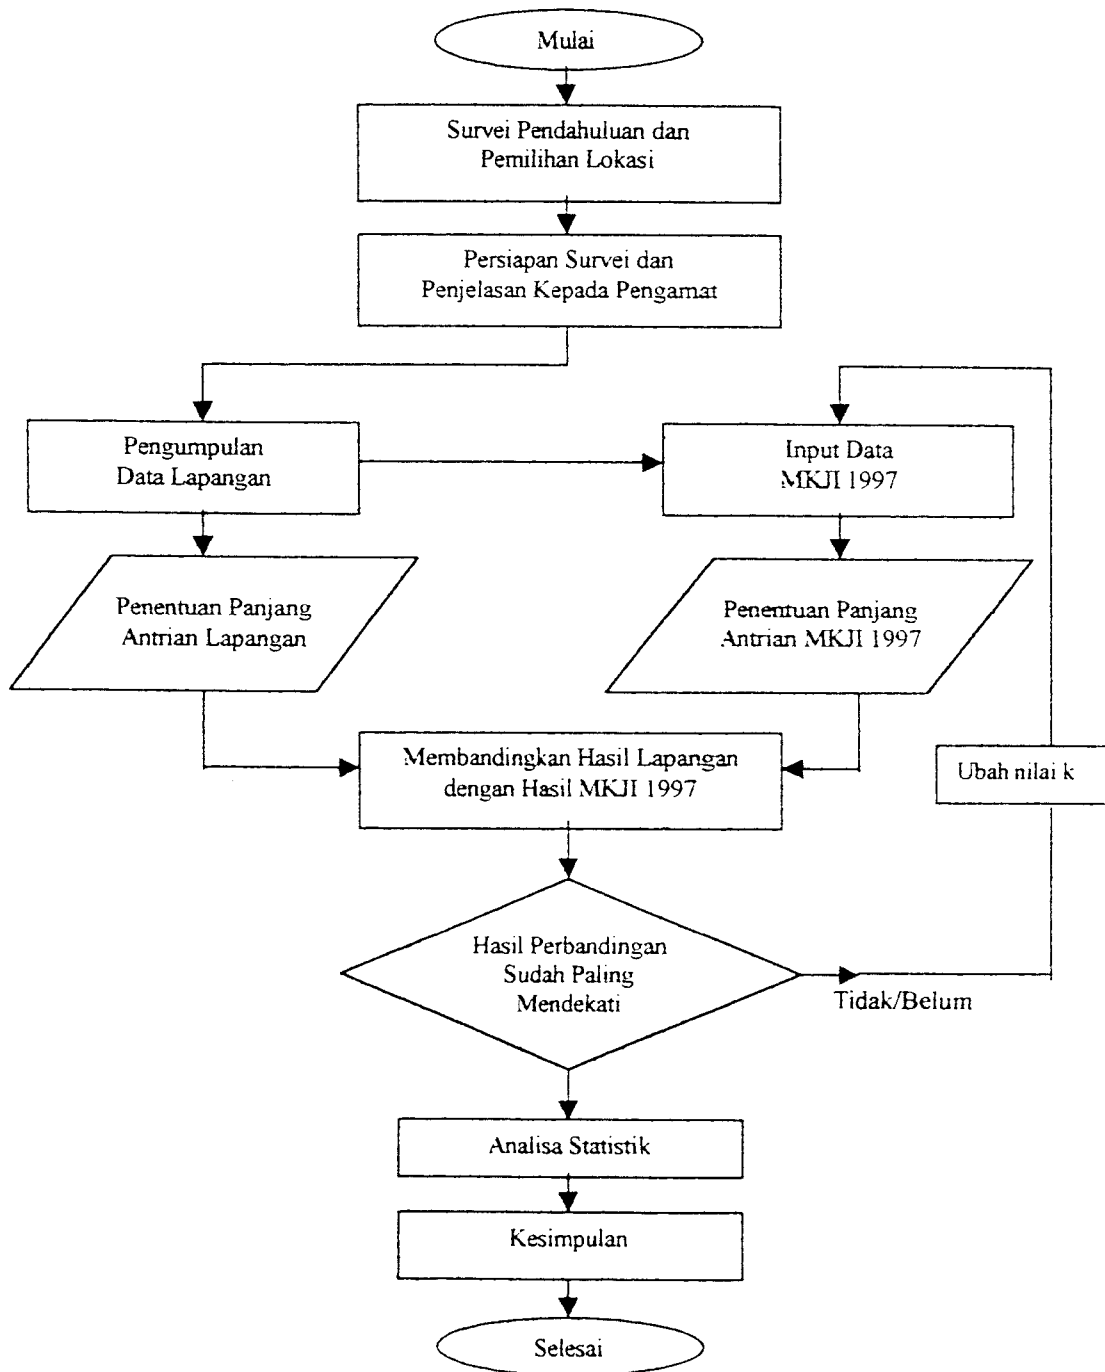 Mulai
Survei Pendahuluan dan
Pemilihan Lokasi
Persiapan Survei dan
Penjelasan Kepada Pengamat
Pengumpulan
Data Lapangan
Input Data
MKJI 1997
Penentuan Panjang
Antrian Lapangan
Penentuan Panjang
Antrian MKJI 1997
Membandingkan Hasil Lapangan
dengan Hasil MKJI 1997
Ubah nilai k
Hasil Perbandingan
Sudah Paling
Mendekati
Tidak/Belum
Analisa Statistik
Kesimpulan
Selesai